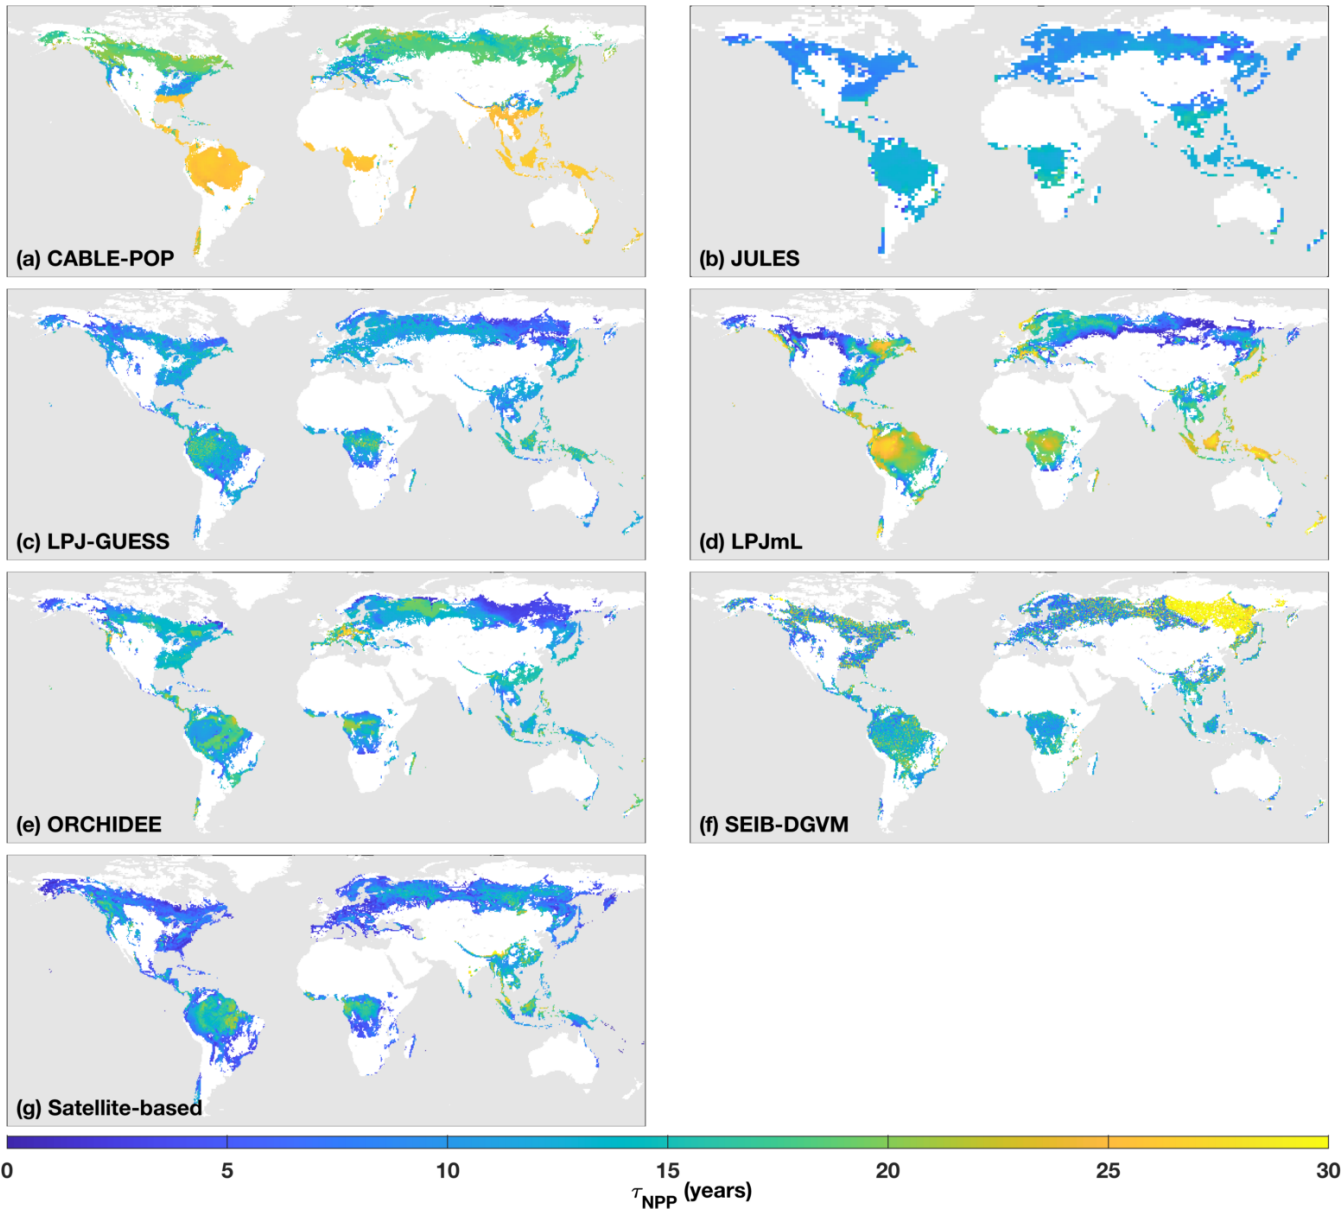 (a) CABLE-POP
(b) JULES
(c) LPJ-GUESS
(d) LPJmL
(e) ORCHIDEE
(f) SEIB-DGVM
(g) Satellite-based
0 5 10 15 20 25 30
τNPP (years)